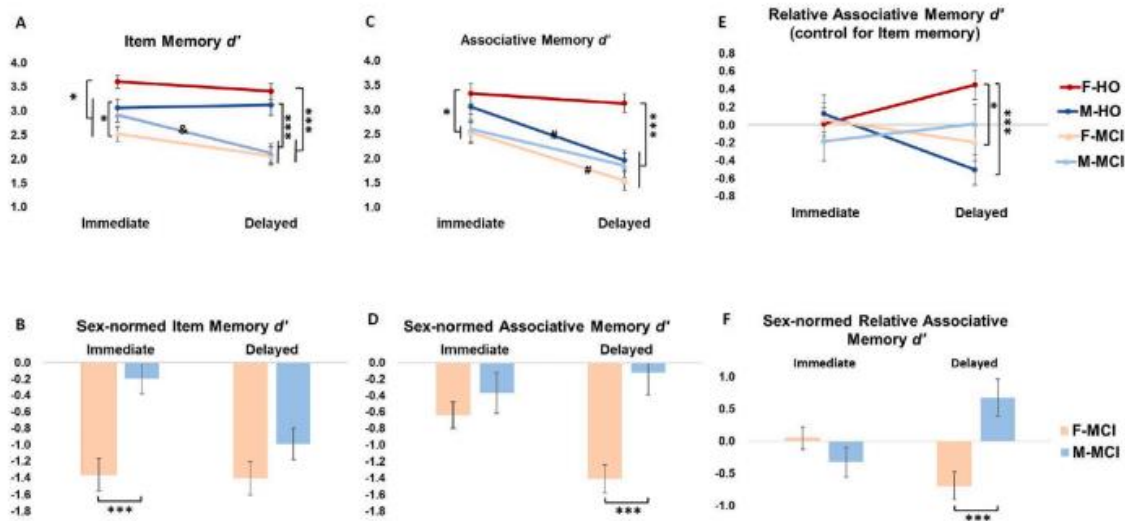 A
Item Memory d'
4.0
3.5
3.0
2.5
2.0
1.5
1.0
*
*
&
***
***
Immediate
Delayed
C
Associative Memory d'
4.0
3.5
3.0
2.5
2.0
1.5
1.0
*
#
#
***
immediate
Delayed
E
Relative Associative Memory d'
(control for Item memory)
0.8
0.6
0.4
0.2
0.0
-0.2
-0.4
-0.6
-0.8
*
***
Immediate
Delayed
F-HO
M-HO
F-MCI
M-MCI
B
Sex-normed Item Memory d'
Immediate
Delayed
0.0
-0.2
-0.4
-0.6
-0.8
-1.0
-1.2
-1.4
-1.6
-1.8
***
D
Sex-normed Associative Memory d'
Immediate
Delayed
0.0
-0.2
-0.4
-0.6
-0.8
-1.0
-1.2
-1.4
-1.6
-1.8
***
F
Sex-normed Relative Associative
Memory d'
Immediate
Delayed
1.0
0.5
0.0
-0.5
-1.0
***
F-MCI
M-MCI